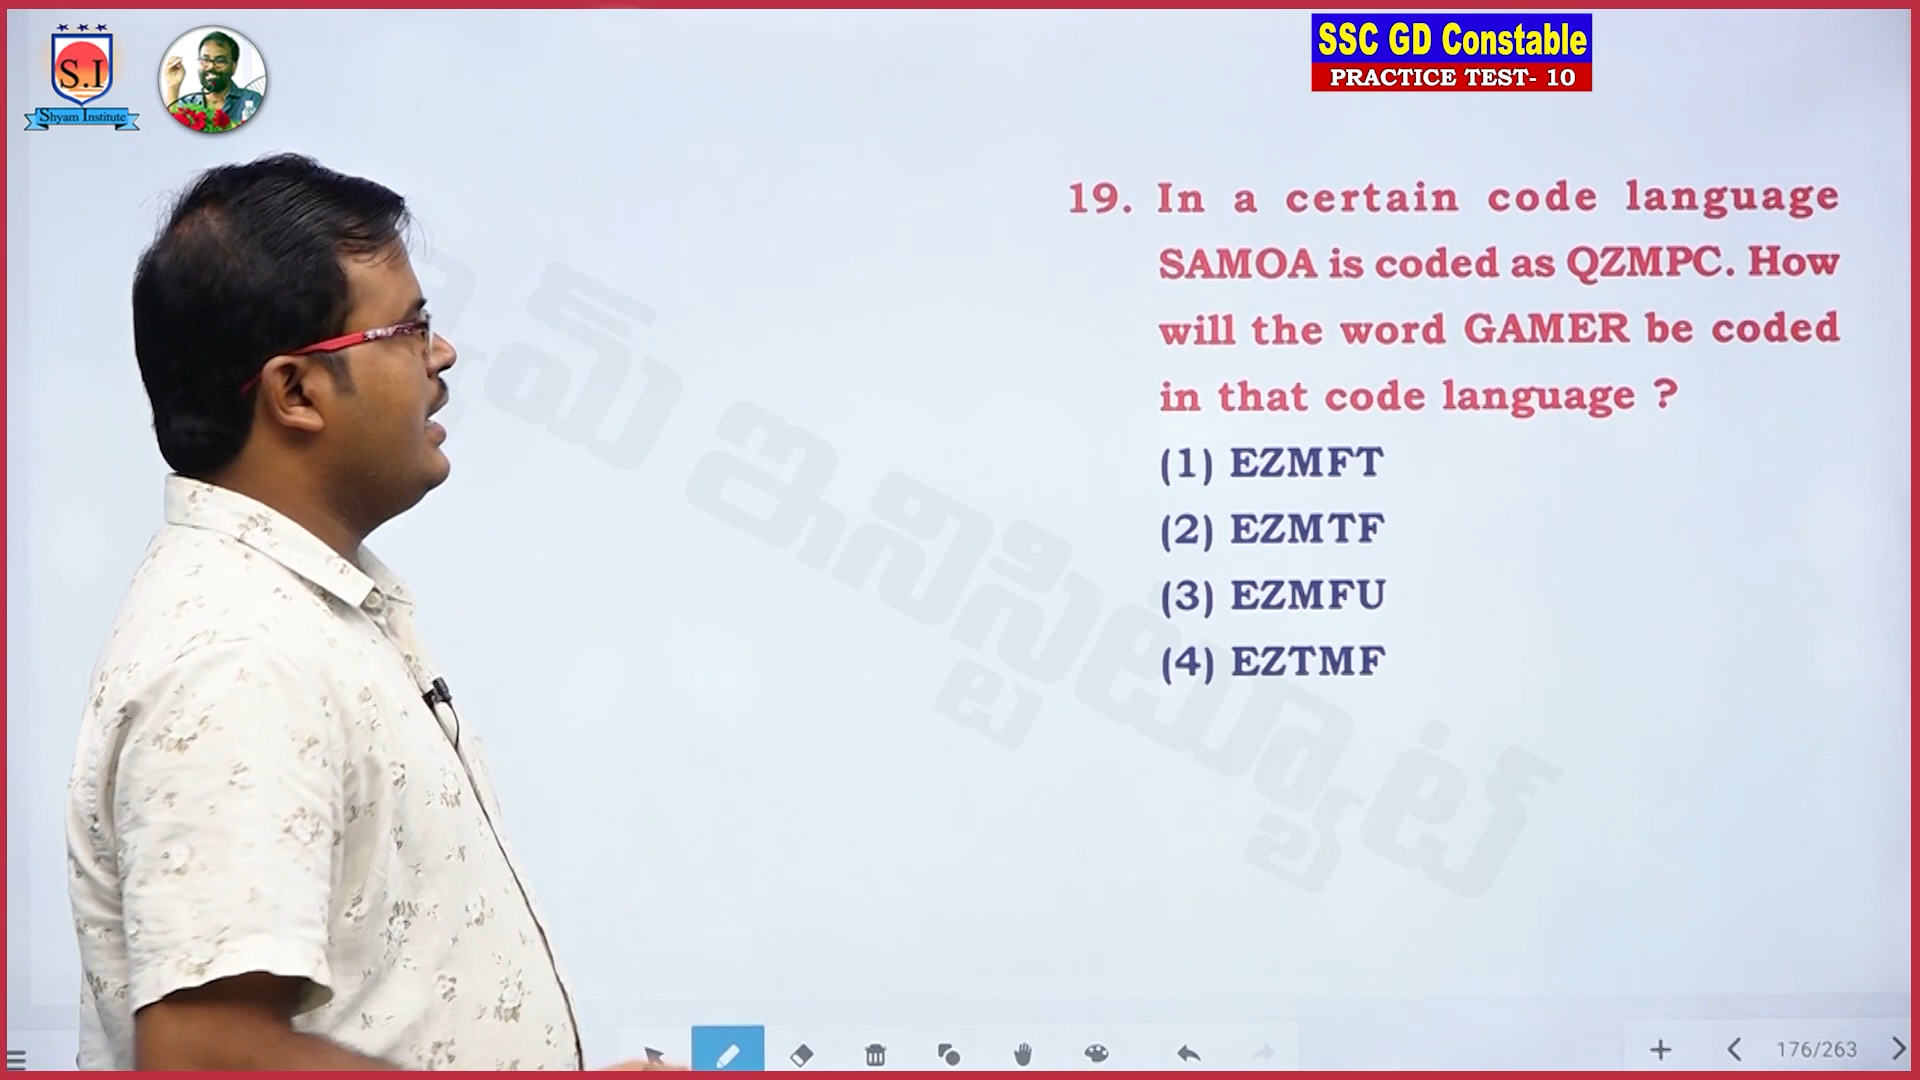 S.I
Shyam Institute
SSC GD Constable
PRACTICE TEST- 10
19. In a certain code language
SAMOA is coded as QZMPC. How
will the word GAMER be coded
in that code language ?
(1) EZMFT
(2) EZMTF
(3) EZMFU
(4) EZTMF
ఇన్‌స్టిట్యూట్
176/263